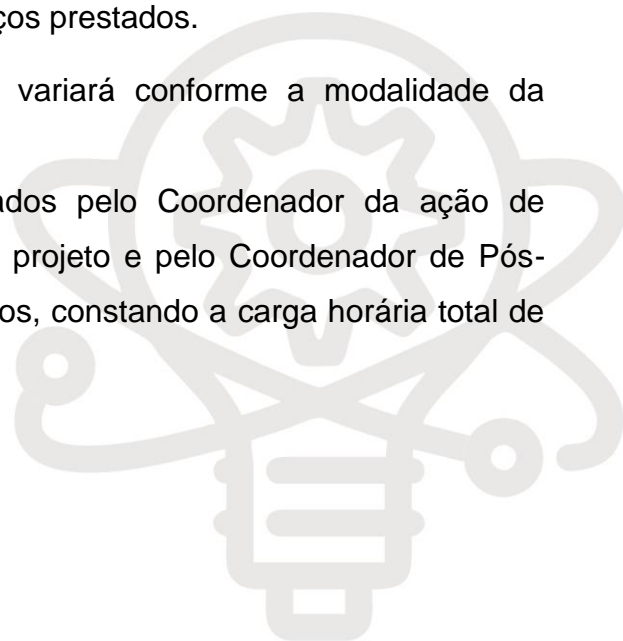 ços prestados.
variará conforme a modalidade da
ados pelo Coordenador da ação de
projeto e pelo Coordenador de Pós-
os, constando a carga horária total de